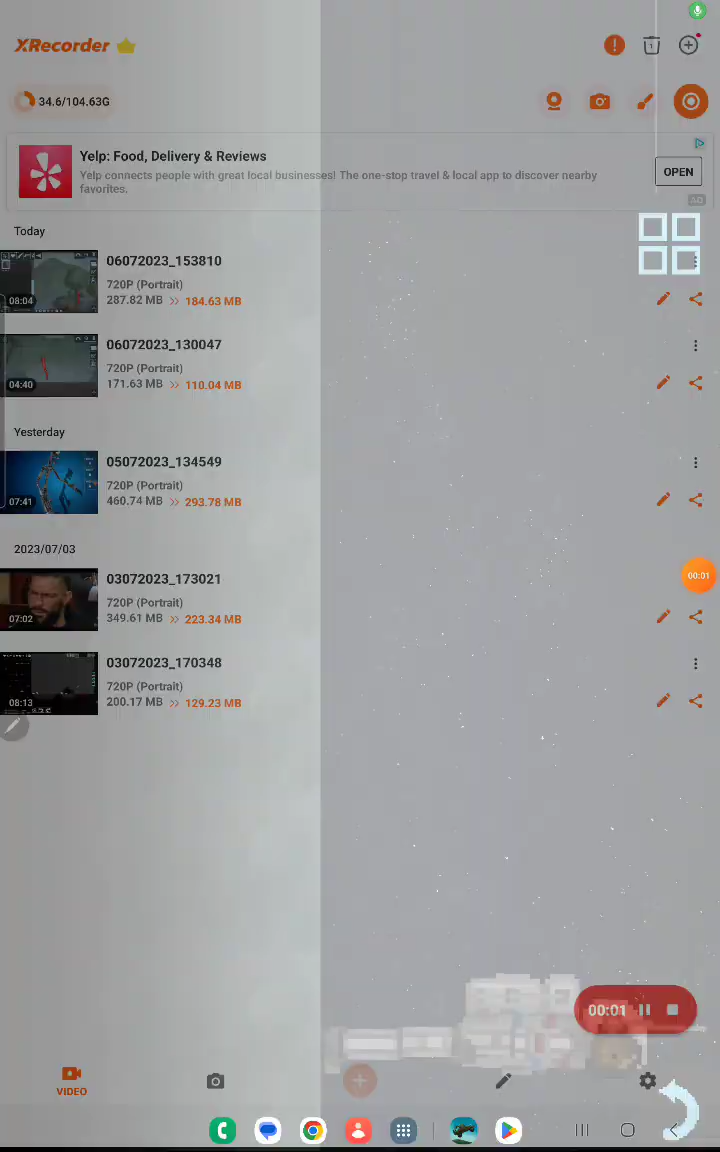 XRecorder
34.6/104.63G
Yelp: Food, Delivery & Reviews
Yelp connects people with great local businesses! The one-stop travel & local app to discover nearby
favorites.
OPEN
AD
Today
06072023_153810
720P (Portrait)
08:04
287.82 MB >> 184.63 MB
06072023_130047
720P (Portrait)
04:40
171.63 MB >> 110.04 MB
Yesterday
05072023_134549
720P (Portrait)
07:41
460.74 MB >> 293.78 MB
2023/07/03
03072023_173021
00:01
720P (Portrait)
07:02
349.61 MB >> 223.34 MB
03072023_170348
720P (Portrait)
08:13
200.17 MB >> 129.23 MB
00:01
VIDEO